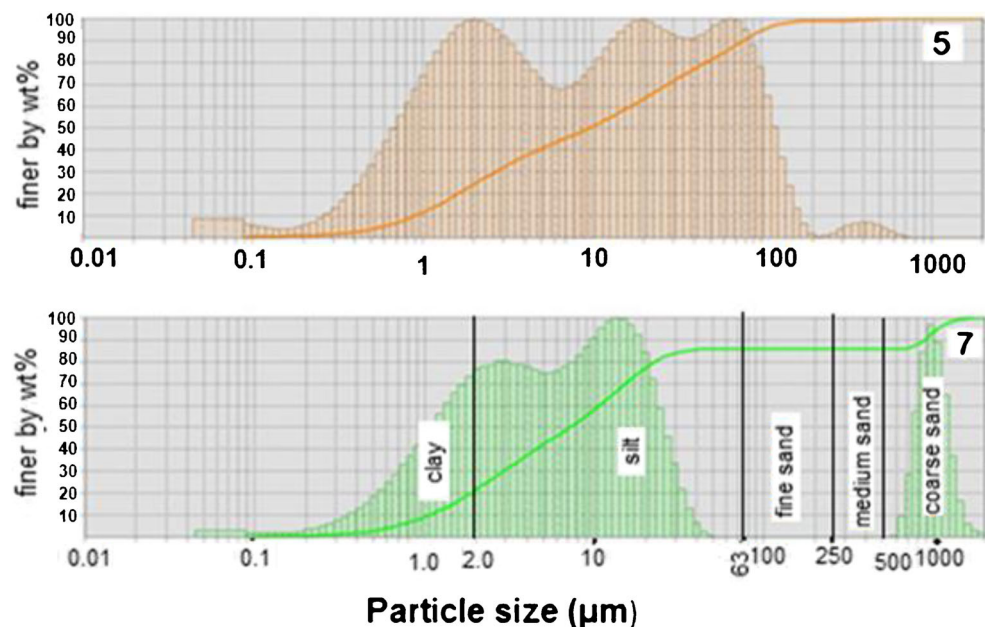 100
90
80
70
60
50
40
30
20
10
finer by wt%
5
0.01 0.1 1 10 100 1000
100
90
80
70
60
50
40
30
20
10
finer by wt%
7
clay
silt
fine sand
medium sand
coarse sand
0.01 0.1 1.0 2.0 10 63 100 250 500 1000
Particle size (µm)